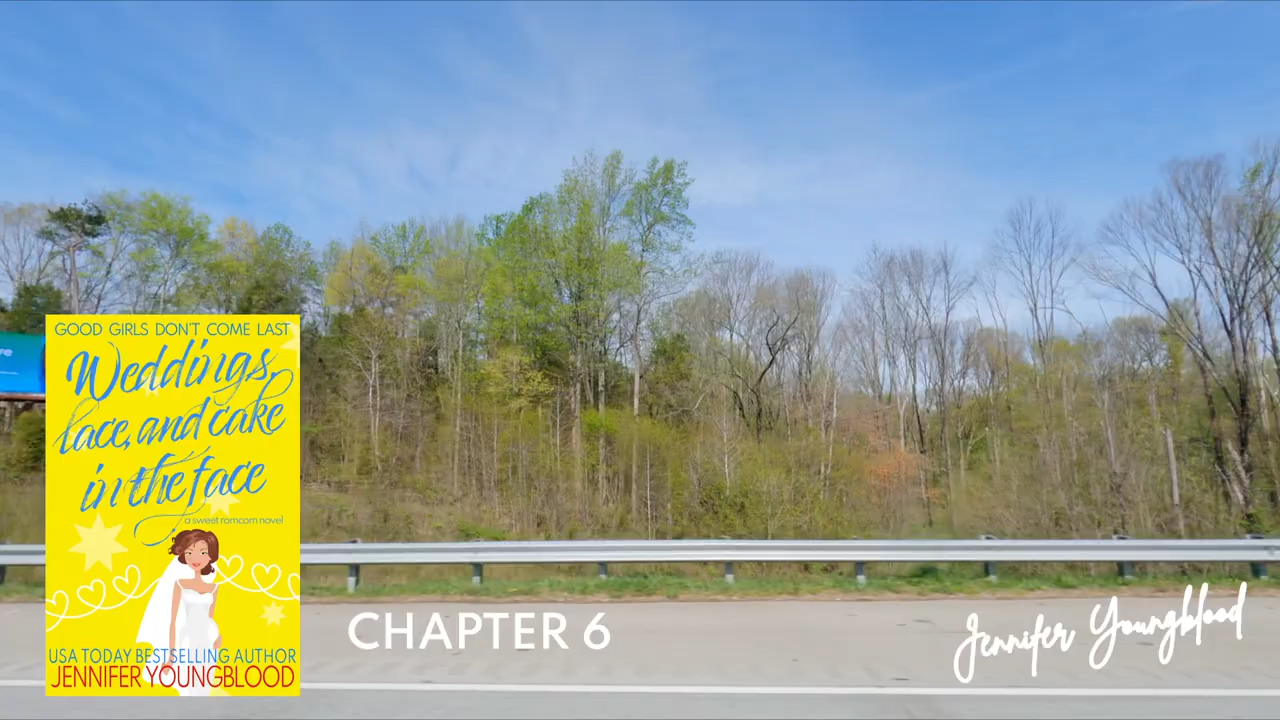 GOOD GIRLS DON'T COME LAST
Weddings,
lace, and cake
in the face
a sweet romcom novel
USA TODAY BESTSELLING AUTHOR
JENNIFER YOUNGBLOOD
CHAPTER 6
Jennifer Youngblood